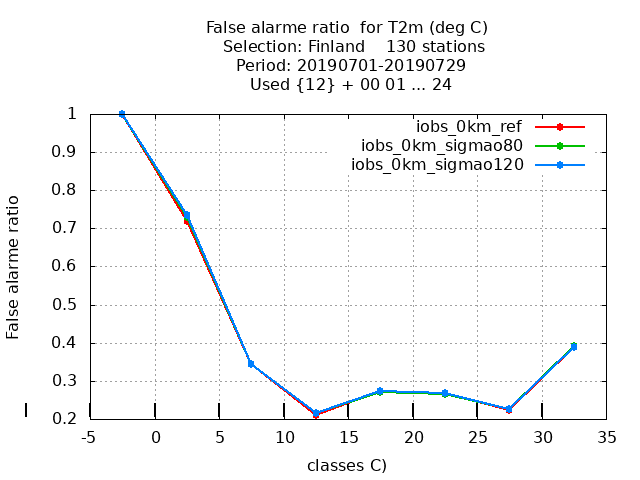 False alarme ratio  for T2m (deg C)
Selection: Finland    130 stations
Period: 20190701-20190729
Used {12} + 00 01 ... 24
iobs_0km_ref
iobs_0km_sigmao80
iobs_0km_sigmao120
False alarme ratio
1
0.9
0.8
0.7
0.6
0.5
0.4
0.3
0.2
-5 0 5 10 15 20 25 30 35
classes C)